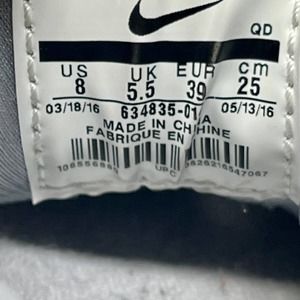 QD
US UK EUR cm
8 5.5 39 25
03/18/16 634835-01 05/13/16
MADE IN CHINA
FABRIQUE EN CHINE
UPC